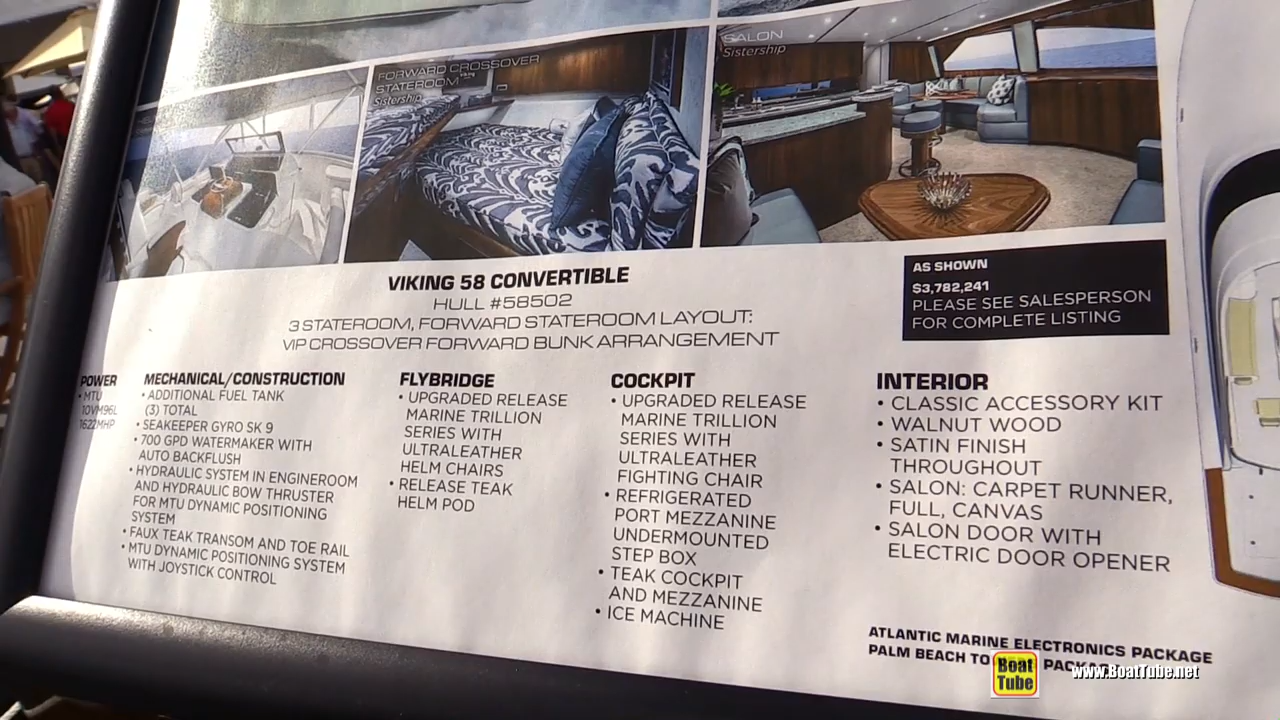 FORWARD CROSSOVER
STATEROOM
Sistership
SALON
Sistership
VIKING 58 CONVERTIBLE
HULL #58502
3 STATEROOM, FORWARD STATEROOM LAYOUT:
VIP CROSSOVER FORWARD BUNK ARRANGEMENT
AS SHOWN
$3,782,241
PLEASE SEE SALESPERSON
FOR COMPLETE LISTING
POWER
• MTU
10VM96L
1622MHP
MECHANICAL/CONSTRUCTION
• ADDITIONAL FUEL TANK
(3) TOTAL
• SEAKEEPER GYRO SK 9
• 700 GPD WATERMAKER WITH
AUTO BACKFLUSH
• HYDRAULIC SYSTEM IN ENGINEROOM
AND HYDRAULIC BOW THRUSTER
FOR MTU DYNAMIC POSITIONING
SYSTEM
• FAUX TEAK TRANSOM AND TOE RAIL
• MTU DYNAMIC POSITIONING SYSTEM
WITH JOYSTICK CONTROL
FLYBRIDGE
• UPGRADED RELEASE
MARINE TRILLION
SERIES WITH
ULTRALEATHER
HELM CHAIRS
• RELEASE TEAK
HELM POD
COCKPIT
• UPGRADED RELEASE
MARINE TRILLION
SERIES WITH
ULTRALEATHER
FIGHTING CHAIR
• REFRIGERATED
PORT MEZZANINE
UNDERMOUNTED
STEP BOX
• TEAK COCKPIT
AND MEZZANINE
• ICE MACHINE
INTERIOR
• CLASSIC ACCESSORY KIT
• WALNUT WOOD
• SATIN FINISH
THROUGHOUT
• SALON: CARPET RUNNER,
FULL, CANVAS
• SALON DOOR WITH
ELECTRIC DOOR OPENER
ATLANTIC MARINE ELECTRONICS PACKAGE
PALM BEACH
Boat
Tube
www.BoatTube.net